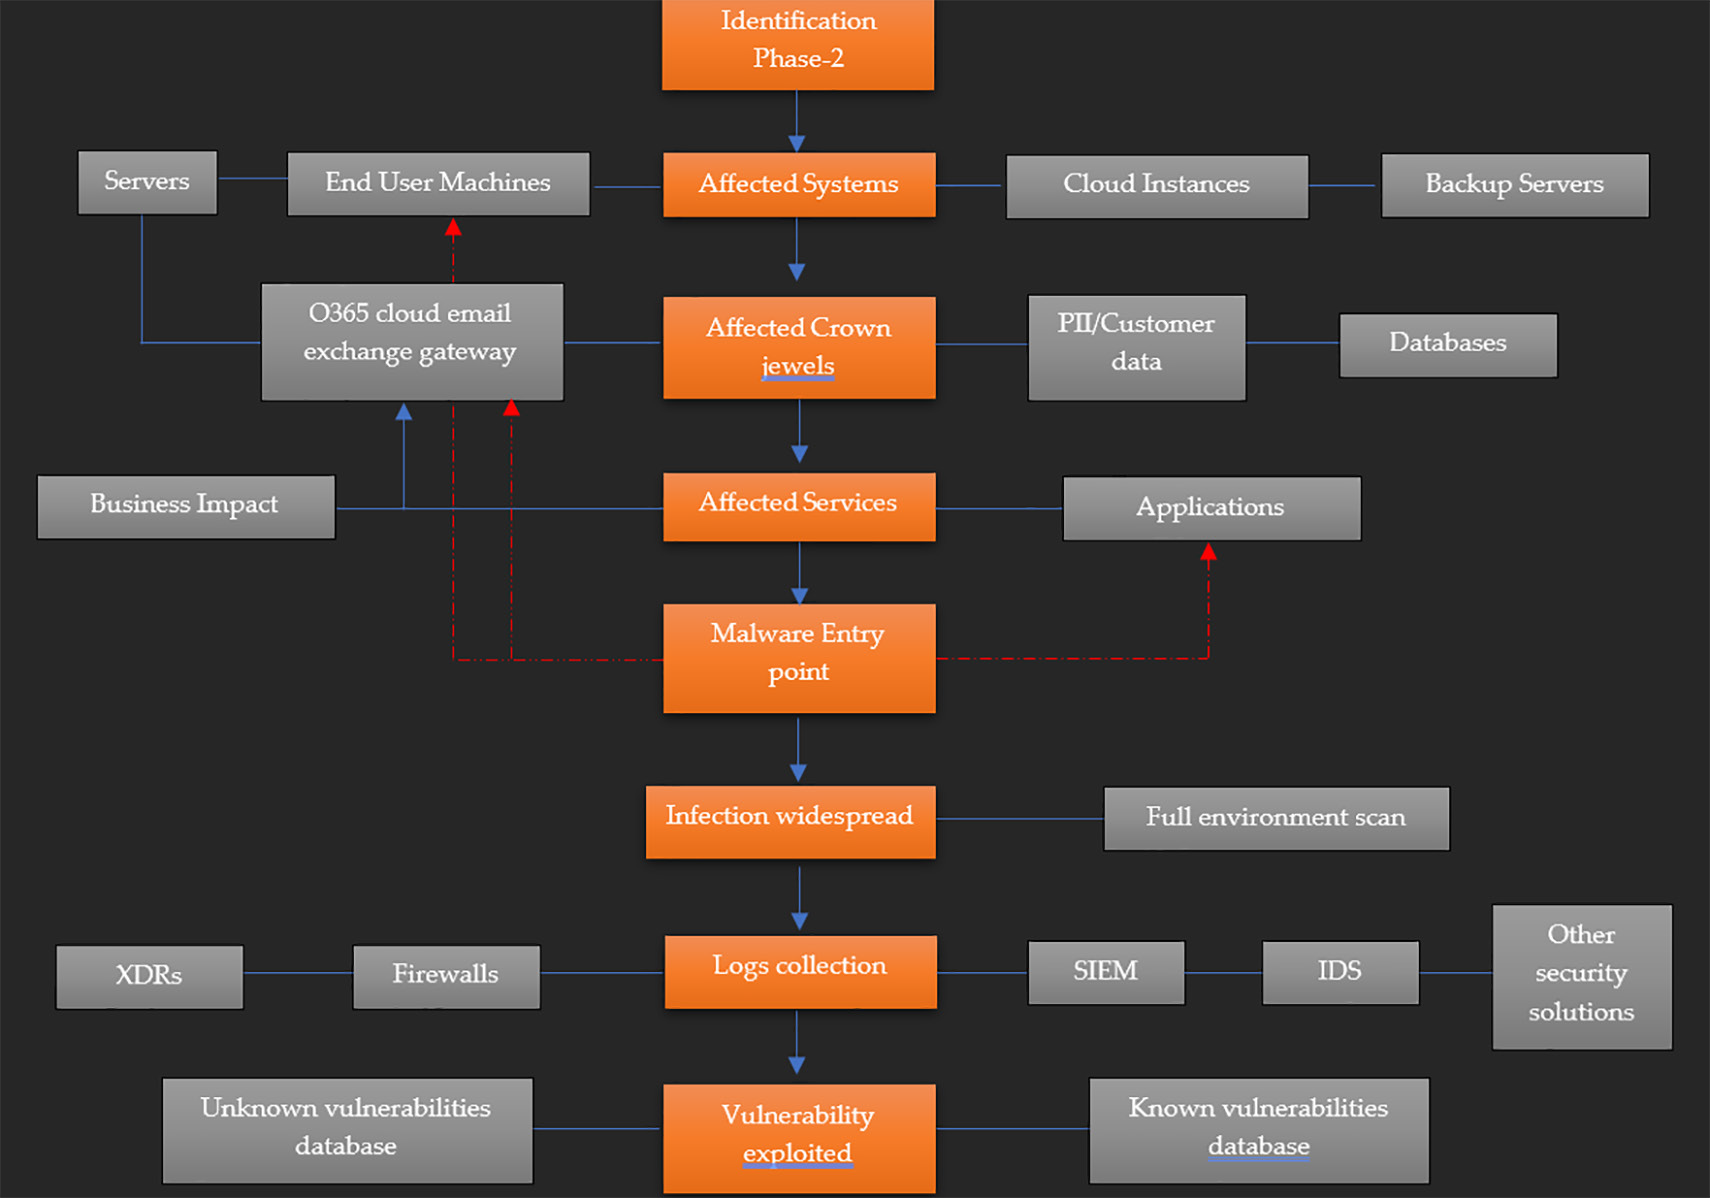 Identification
Phase-2
Servers
End User Machines
Affected Systems
Cloud Instances
Backup Servers
O365 cloud email
exchange gateway
Affected Crown
jewels
PII/Customer
data
Databases
Business Impact
Affected Services
Applications
Malware Entry
point
Infection widespread
Full environment scan
XDRs
Firewalls
Logs collection
SIEM
IDS
Other
security
solutions
Unknown vulnerabilities
database
Vulnerability
exploited
Known vulnerabilities
database